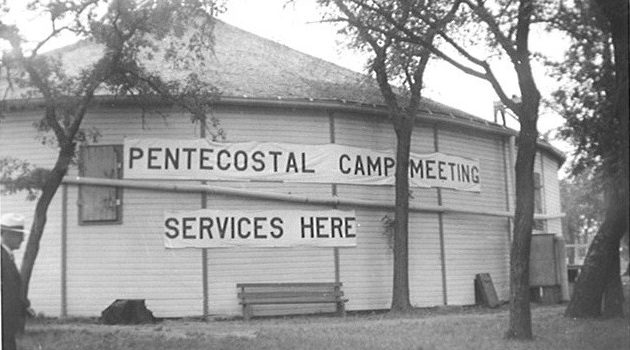 PENTECOSTAL CAMP MEETING
SERVICES HERE